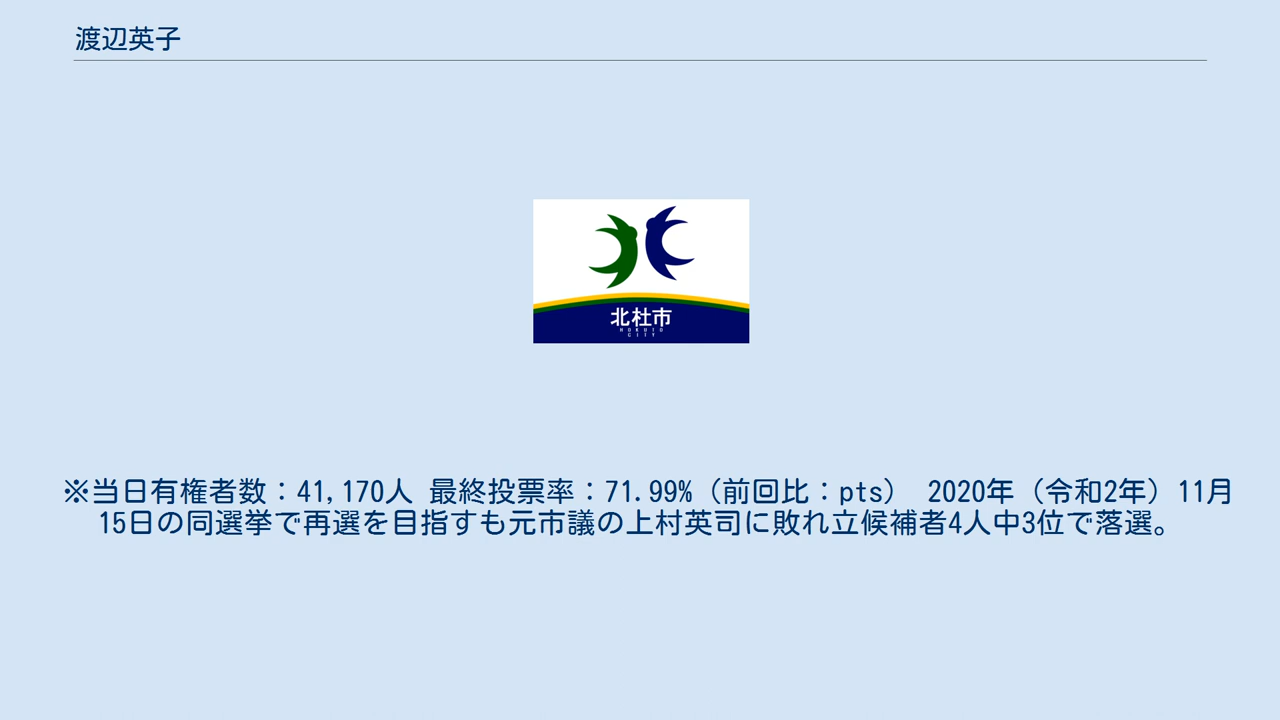 渡辺英子
北杜市
HOKUTO
CITY
※当日有権者数：41,170人 最終投票率：71.99%（前回比：pts） 2020年（令和2年）11月
15日の同選挙で再選を目指すも元市議の上村英司に敗れ立候補者4人中3位で落選。